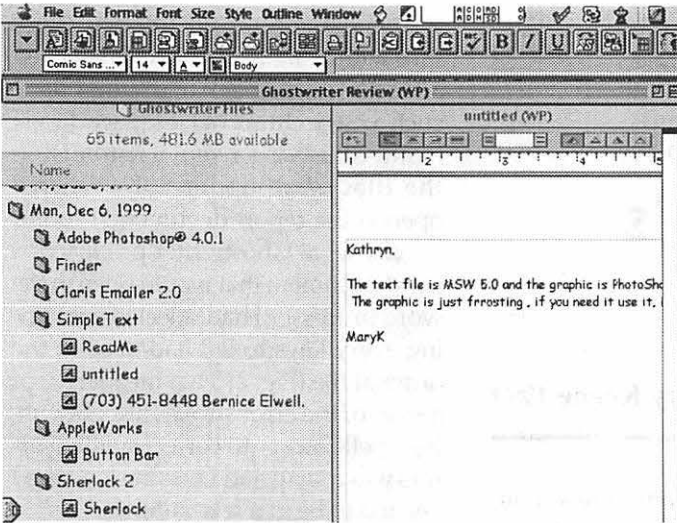 File Edit Format Font Size Style Outline Window
B I U
Comic Sans ... 14 A Body
Ghostwriter Review (WP)
Ghostwriter Files
untitled (WP)
65 items, 481.6 MB available
Name
1 2 3
Mon, Dec 6, 1999
Adobe Photoshop® 4.0.1
Kathryn,
Finder
The text file is MSW 5.0 and the graphic is PhotoSho
Claris Emailer 2.0
The graphic is just frrosting , if you need it use it,
SimpleText
MaryK
ReadMe
untitled
(703) 451-8448 Bernice Elwell.
AppleWorks
Button Bar
Sherlock 2
Sherlock